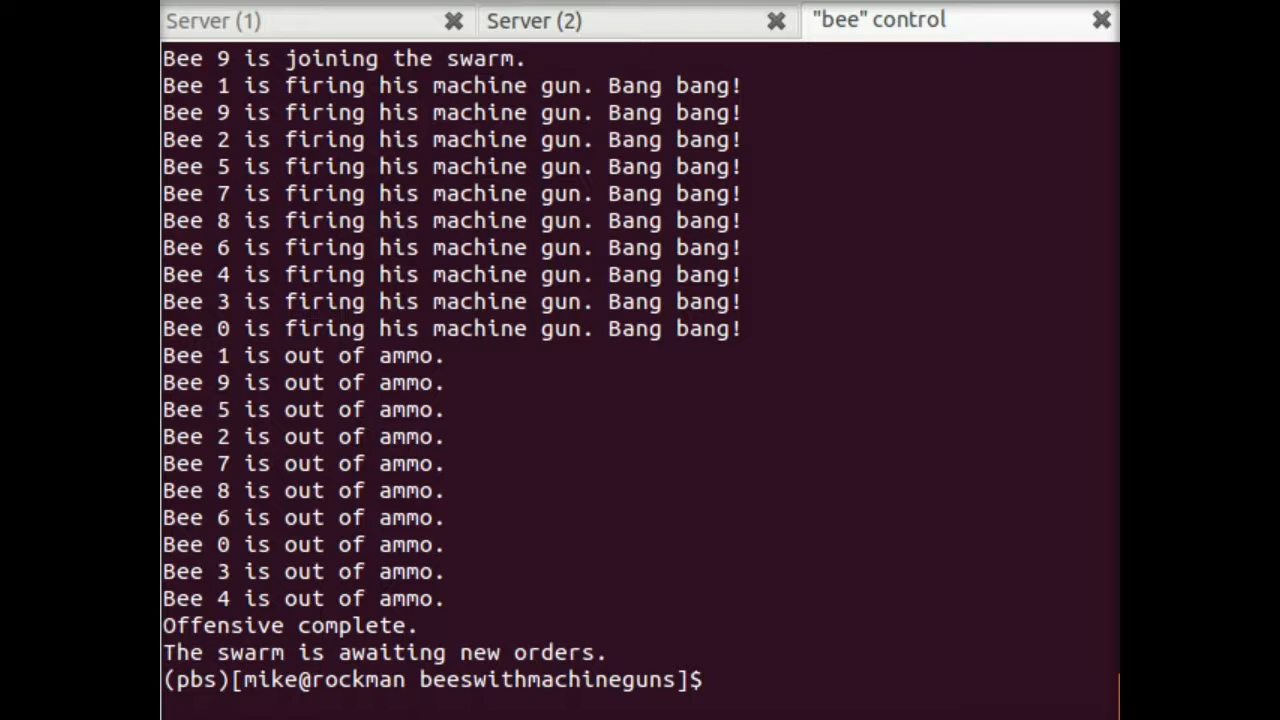 Server (1) Server (2) "bee" control
Bee 9 is joining the swarm.
Bee 1 is firing his machine gun. Bang bang!
Bee 9 is firing his machine gun. Bang bang!
Bee 2 is firing his machine gun. Bang bang!
Bee 5 is firing his machine gun. Bang bang!
Bee 7 is firing his machine gun. Bang bang!
Bee 8 is firing his machine gun. Bang bang!
Bee 6 is firing his machine gun. Bang bang!
Bee 4 is firing his machine gun. Bang bang!
Bee 3 is firing his machine gun. Bang bang!
Bee 0 is firing his machine gun. Bang bang!
Bee 1 is out of ammo.
Bee 9 is out of ammo.
Bee 5 is out of ammo.
Bee 2 is out of ammo.
Bee 7 is out of ammo.
Bee 8 is out of ammo.
Bee 6 is out of ammo.
Bee 0 is out of ammo.
Bee 3 is out of ammo.
Bee 4 is out of ammo.
Offensive complete.
The swarm is awaiting new orders.
(pbs)[mike@rockman beeswithmachineguns]$